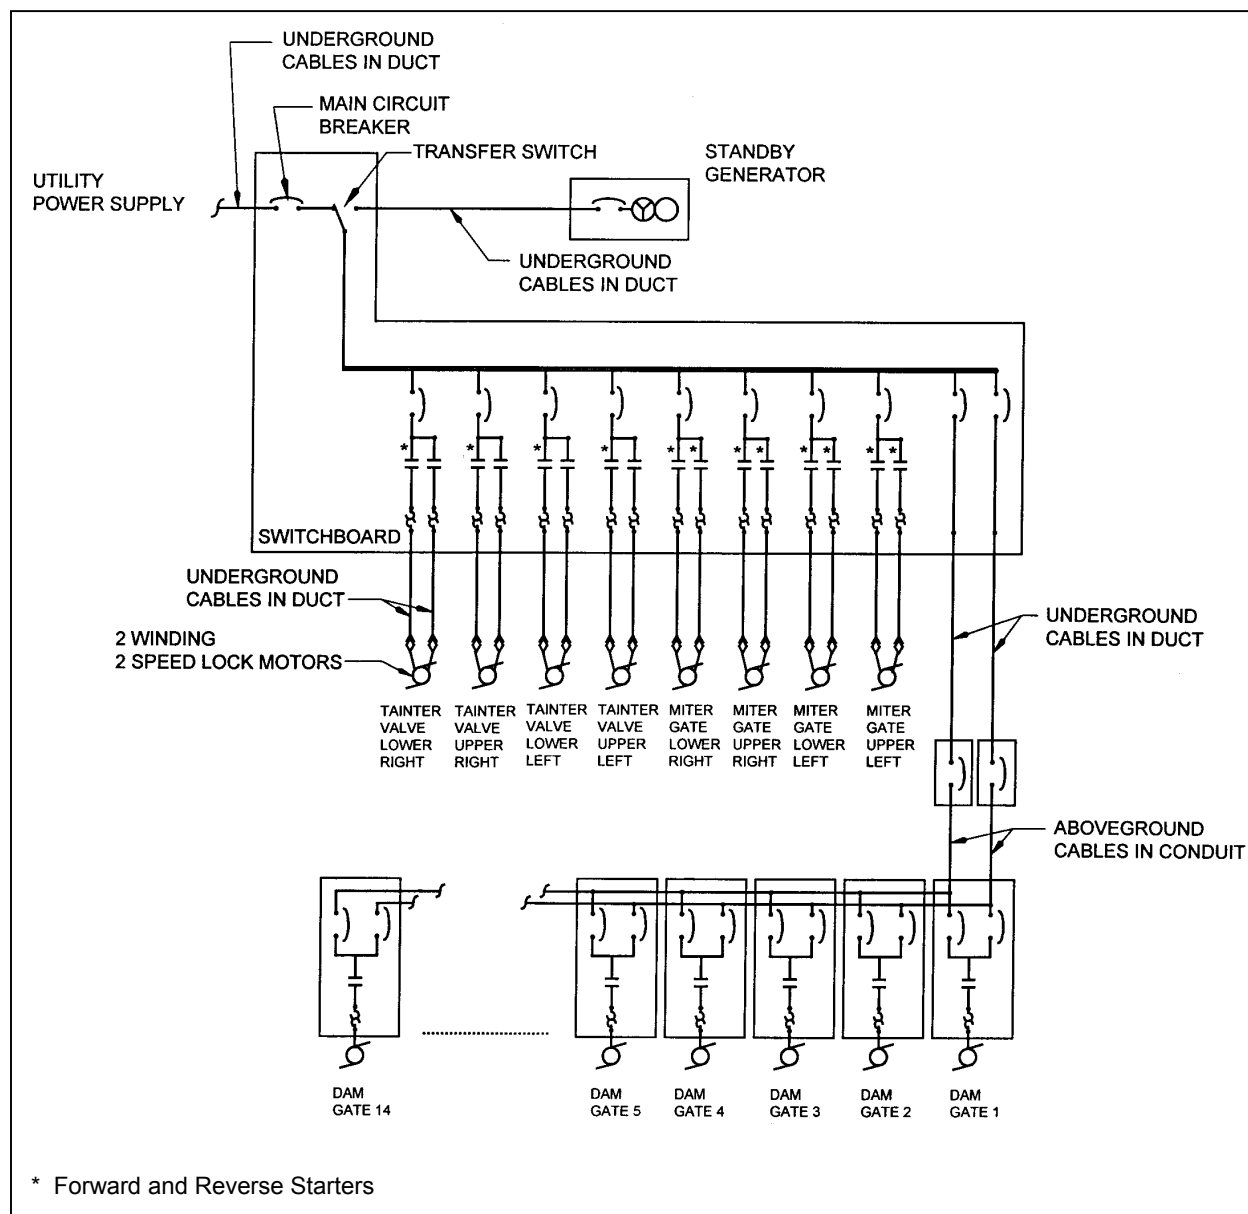 UNDERGROUND
CABLES IN DUCT
MAIN CIRCUIT
BREAKER
TRANSFER SWITCH
STANDBY
GENERATOR
UTILITY
POWER SUPPLY
UNDERGROUND
CABLES IN DUCT
* * * * * * * * * * * *
SWITCHBOARD
UNDERGROUND
CABLES IN DUCT
UNDERGROUND
CABLES IN DUCT
2 WINDING
2 SPEED LOCK MOTORS
TAINTER
VALVE
LOWER
RIGHT
TAINTER
VALVE
UPPER
RIGHT
TAINTER
VALVE
LOWER
LEFT
TAINTER
VALVE
UPPER
LEFT
MITER
GATE
LOWER
RIGHT
MITER
GATE
UPPER
RIGHT
MITER
GATE
LOWER
LEFT
MITER
GATE
UPPER
LEFT
ABOVEGROUND
CABLES IN CONDUIT
DAM
GATE 14
DAM
GATE 5
DAM
GATE 4
DAM
GATE 3
DAM
GATE 2
DAM
GATE 1
* Forward and Reverse Starters